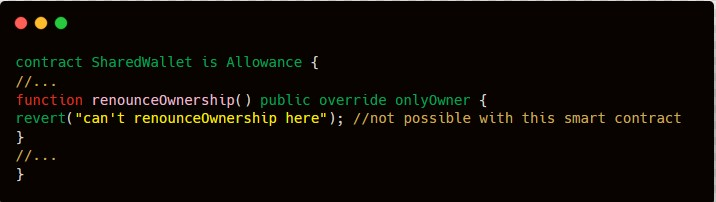 contract SharedWallet is Allowance {
//...
function renounceOwnership() public override onlyOwner {
revert("can't renounceOwnership here"); //not possible with this smart contract
}
//...
}